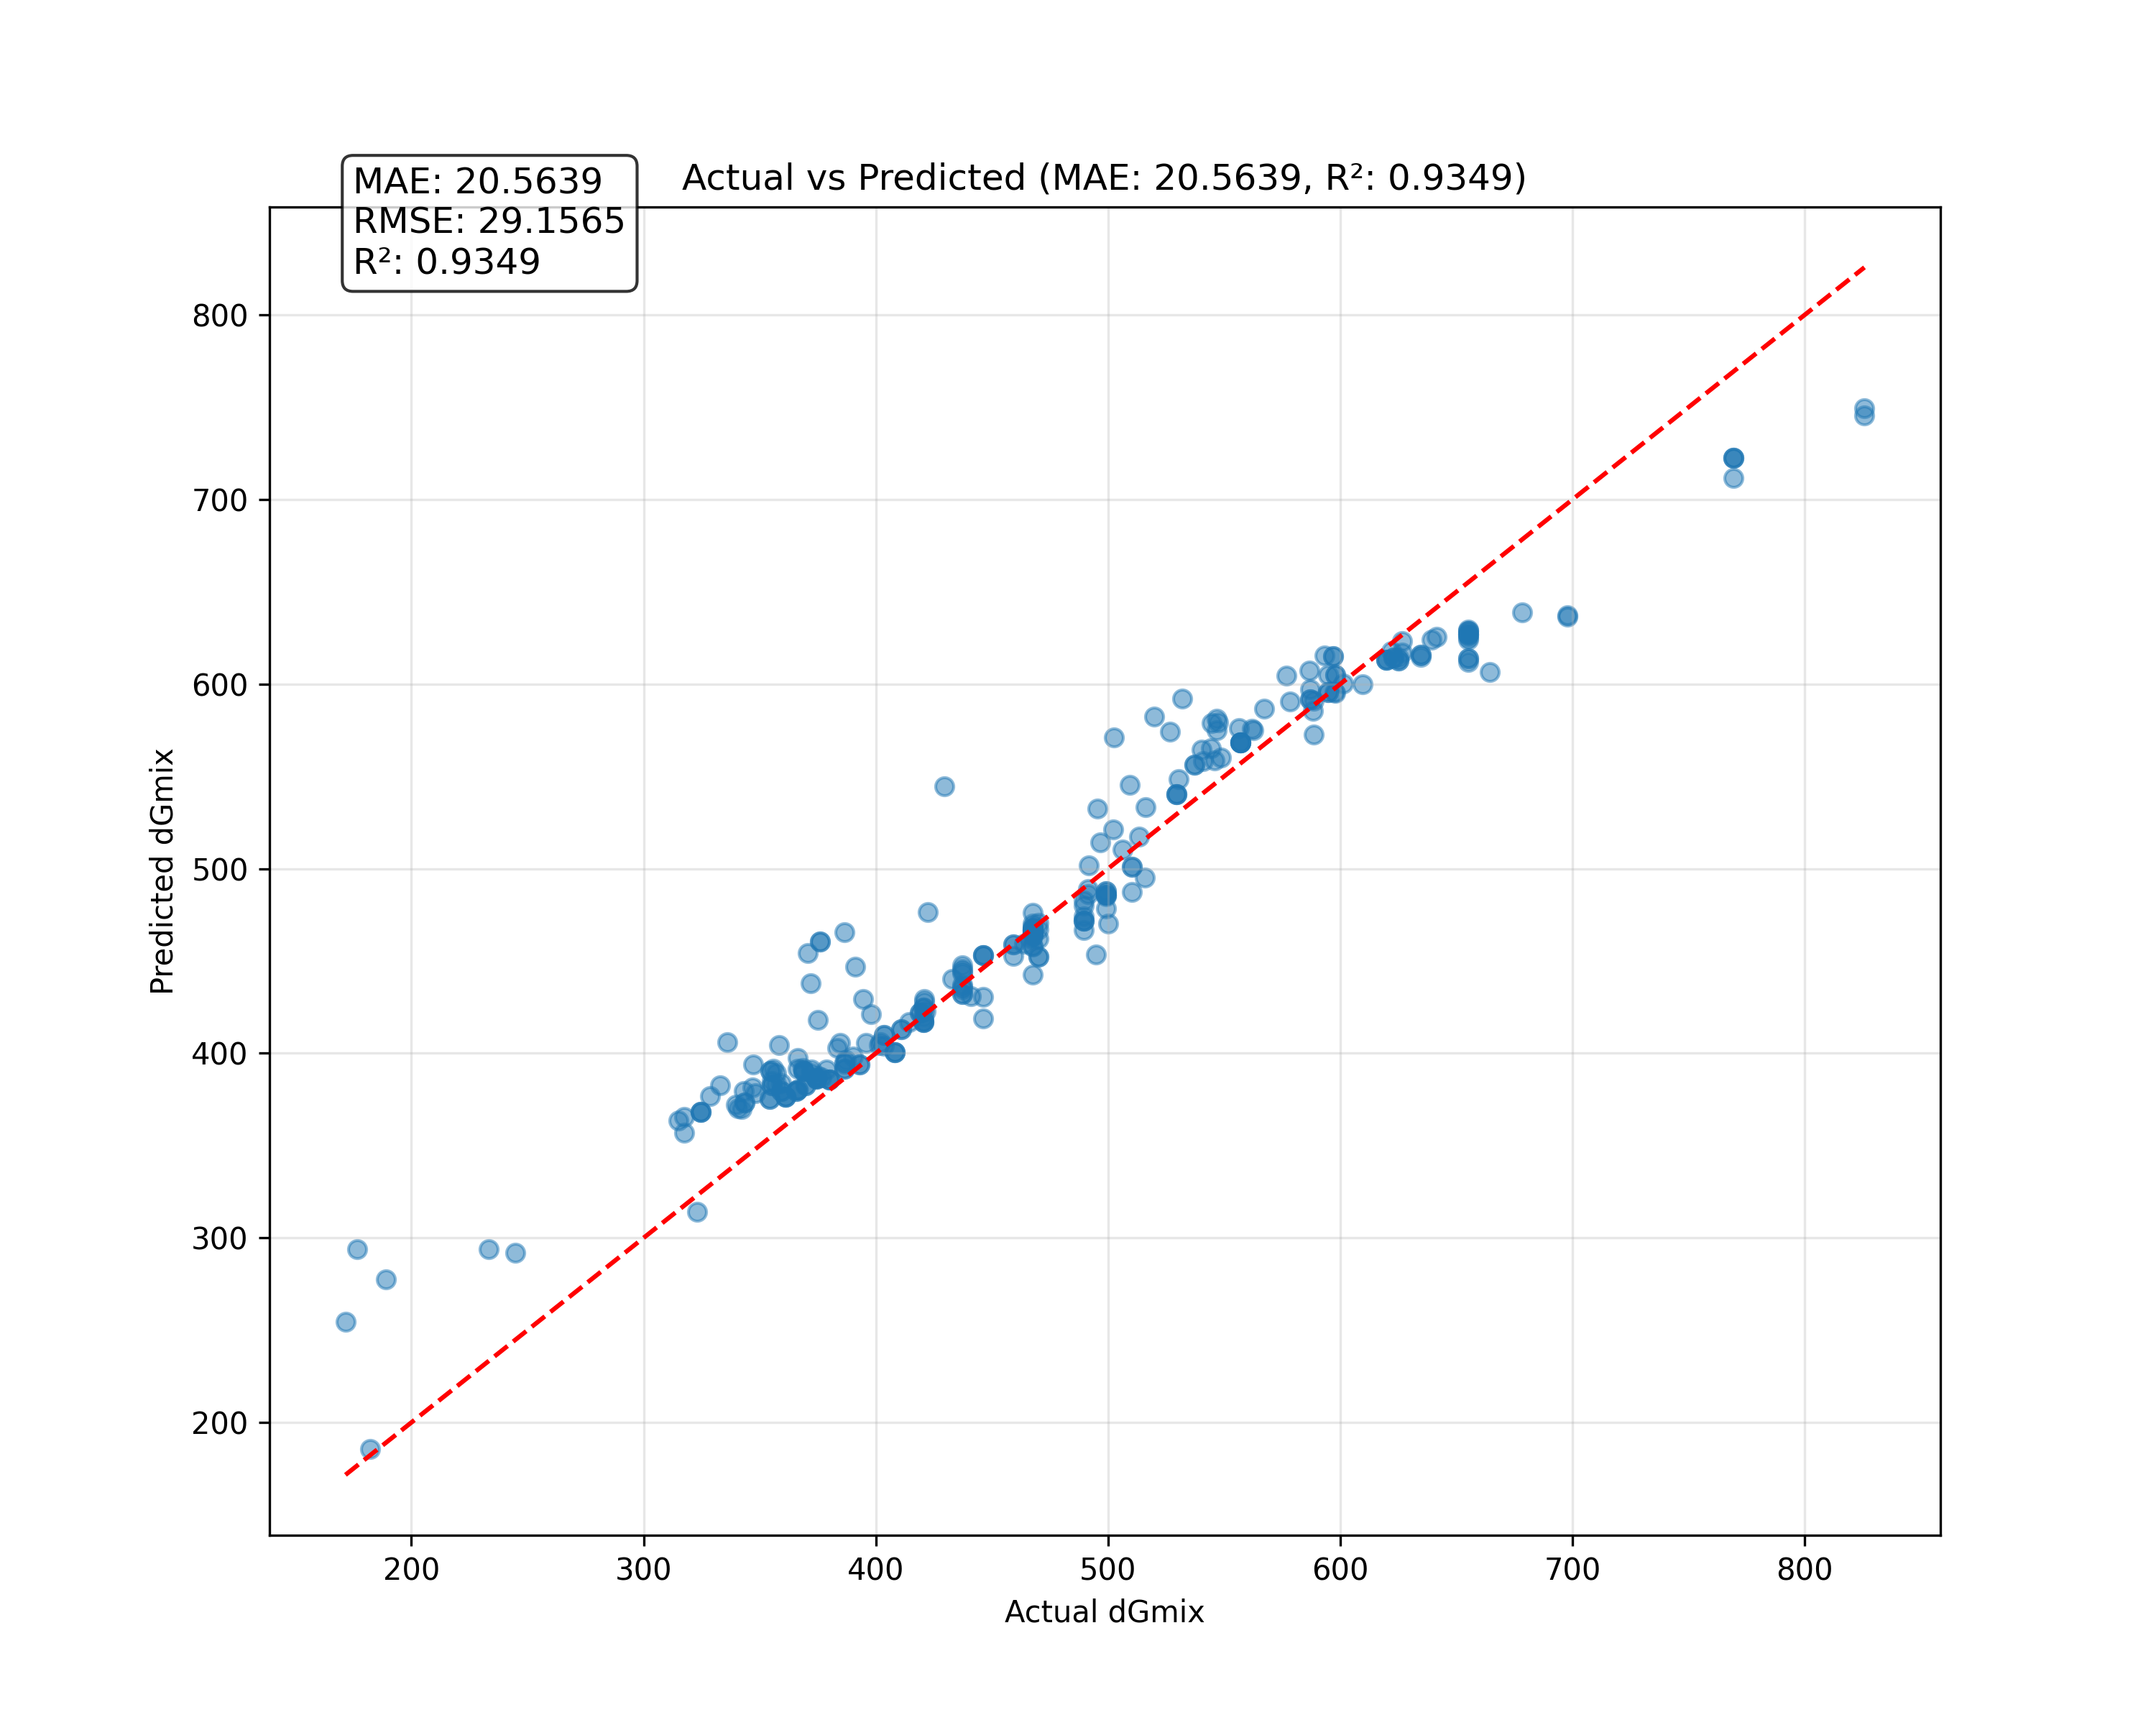 MAE: 20.5639
RMSE: 29.1565
R²: 0.9349
Actual vs Predicted (MAE: 20.5639, R²: 0.9349)
Predicted dGmix
800
700
600
500
400
300
200
200 300 400 500 600 700 800
Actual dGmix